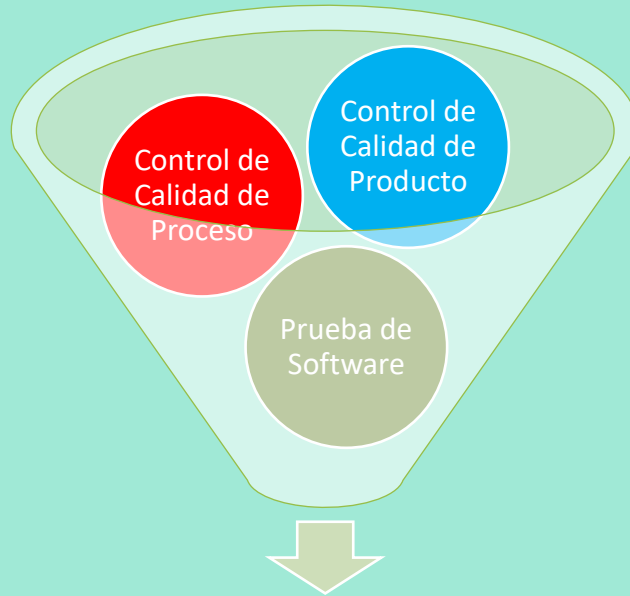 Control de
Calidad de
Proceso
Control de
Calidad de
Producto
Prueba de
Software